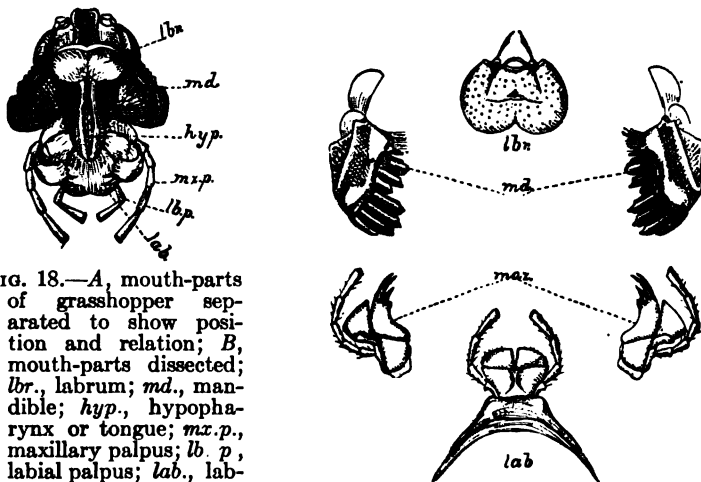 lbr.
md.
hyp.
mx.p.
lb.p.
lab.
IG. 18.—A, mouth-parts
of grasshopper sep-
arated to show posi-
tion and relation; B,
mouth-parts dissected;
lbr., labrum; md., man-
dible; hyp., hypopha-
rynx or tongue; mx.p.,
maxillary palpus; lb. p ,
labial palpus; lab., lab-
lbr.
md.
max.
lab